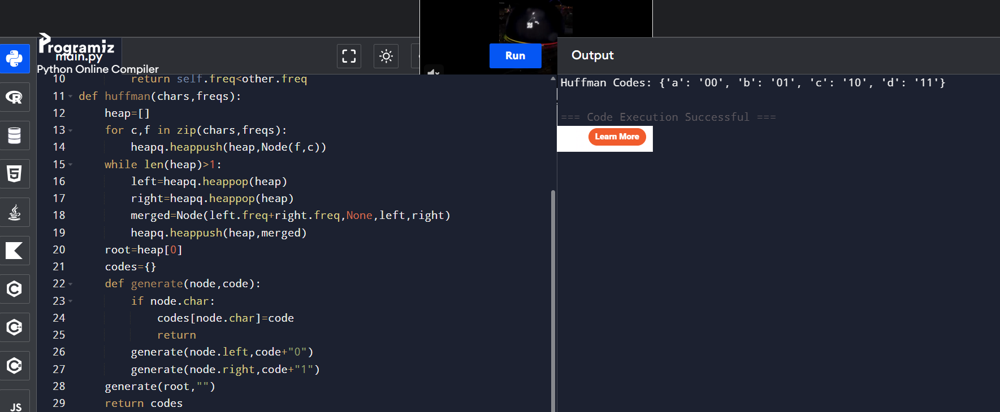 Programiz
main.py
Python Online Compiler
Run
Output
10 return self.freq<other.freq
11 def huffman(chars,freqs):
12 heap=[]
13 for c,f in zip(chars,freqs):
14 heapq.heappush(heap,Node(f,c))
15 while len(heap)>1:
16 left=heapq.heappop(heap)
17 right=heapq.heappop(heap)
18 merged=Node(left.freq+right.freq,None,left,right)
19 heapq.heappush(heap,merged)
20 root=heap[0]
21 codes={}
22 def generate(node,code):
23 if node.char:
24 codes[node.char]=code
25 return
26 generate(node.left,code+"0")
27 generate(node.right,code+"1")
28 generate(root,"")
29 return codes
Huffman Codes: {'a': '00', 'b': '01', 'c': '10', 'd': '11'}
=== Code Execution Successful ===
Learn More
R
5
C
C++
C#
JS